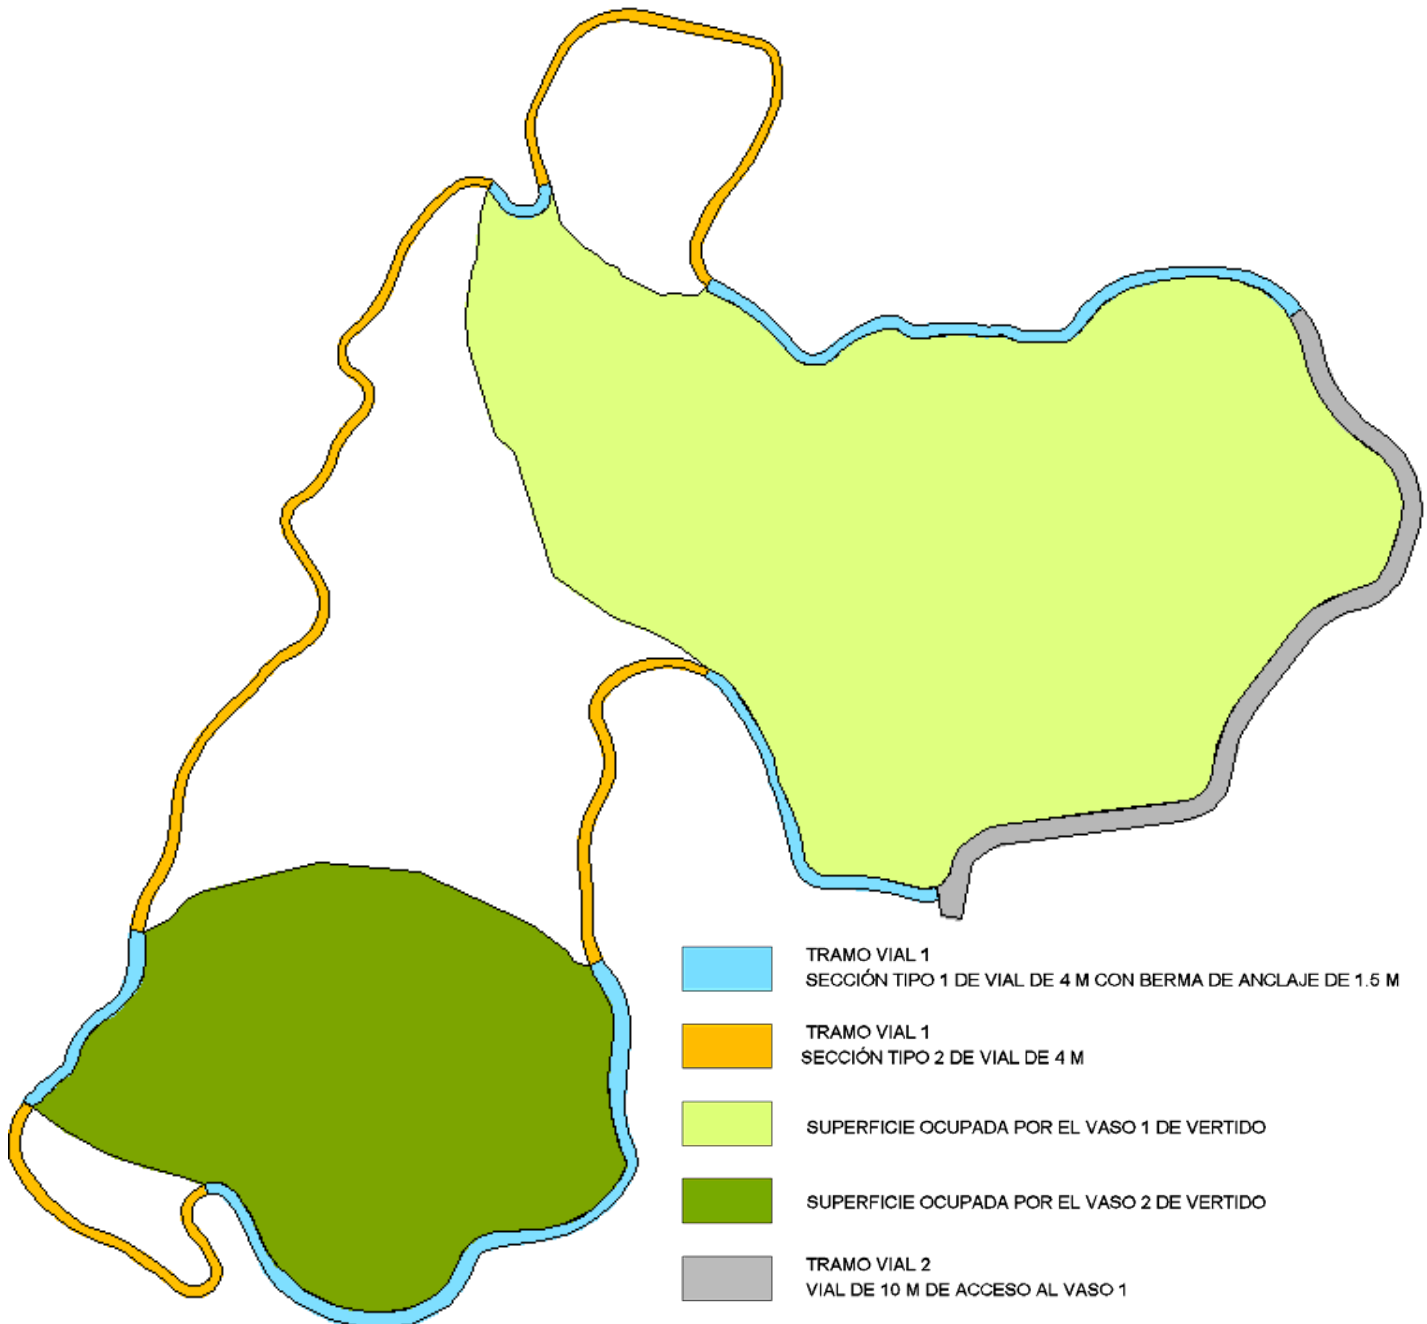 TRAMO VIAL 1
SECCIÓN TIPO 1 DE VIAL DE 4 M CON BERMA DE ANCLAJE DE 1.5 M
TRAMO VIAL 1
SECCIÓN TIPO 2 DE VIAL DE 4 M
SUPERFICIE OCUPADA POR EL VASO 1 DE VERTIDO
SUPERFICIE OCUPADA POR EL VASO 2 DE VERTIDO
TRAMO VIAL 2
VIAL DE 10 M DE ACCESO AL VASO 1